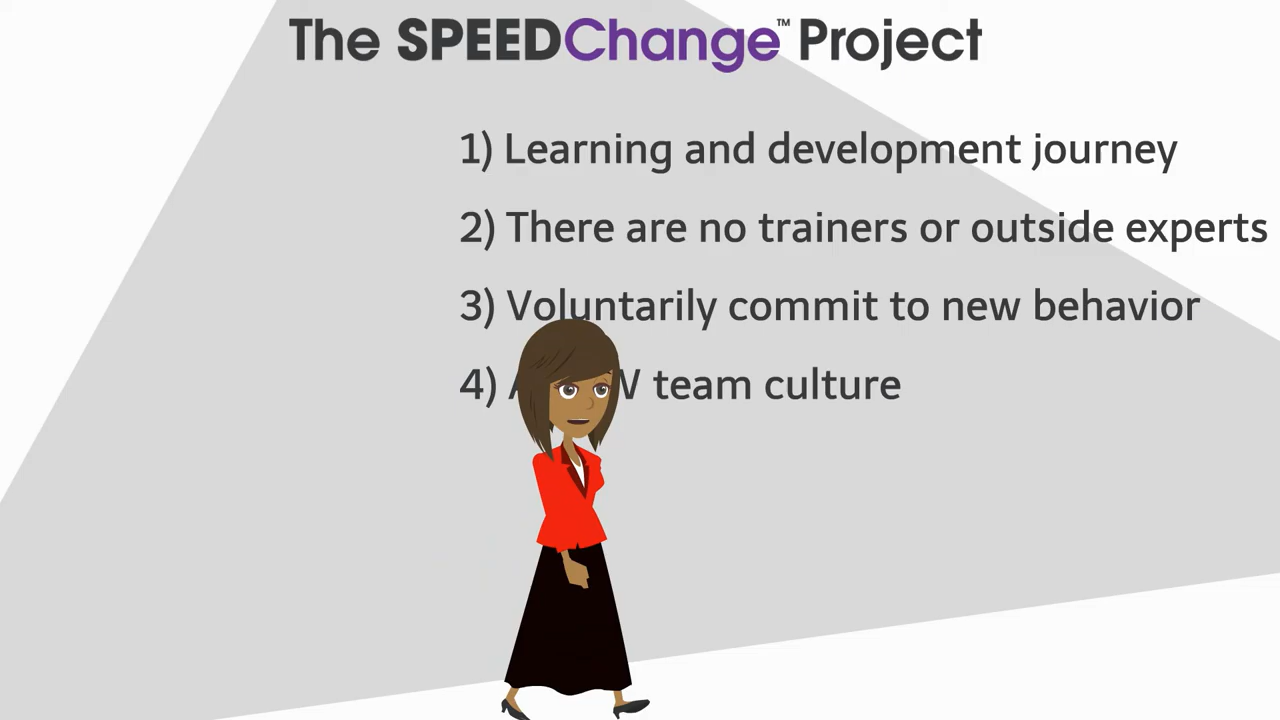 The SPEEDChange™ Project
1) Learning and development journey
2) There are no trainers or outside experts
3) Voluntarily commit to new behavior
4) team culture